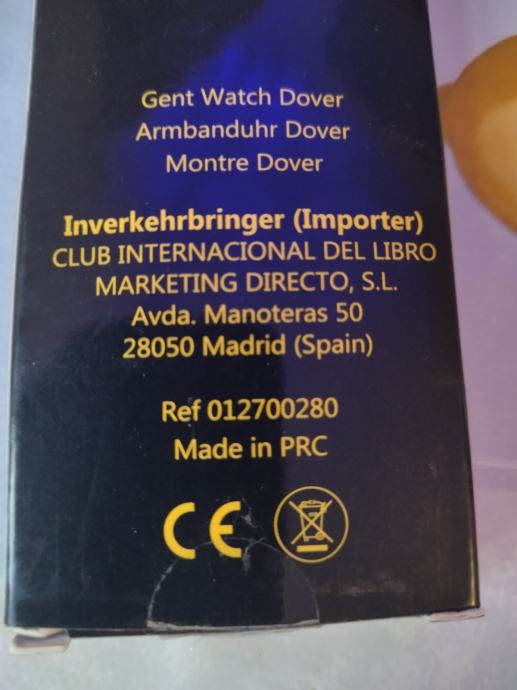 Gent Watch Dover
Armbanduhr Dover
Montre Dover
Inverkehrbringer (Importer)
CLUB INTERNACIONAL DEL LIBRO
MARKETING DIRECTO, S.L.
Avda. Manoteras 50
28050 Madrid (Spain)
Ref 012700280
Made in PRC
CE